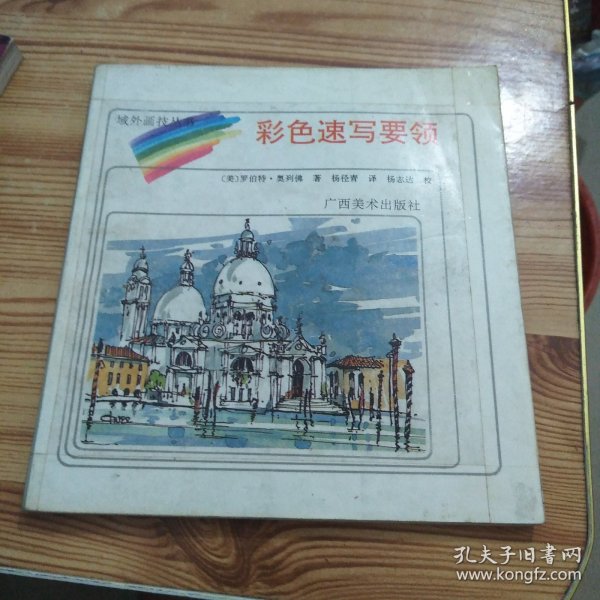 域外画技丛书
彩色速写要领
〔美〕罗伯特·奥列佛 著 杨径青 译 杨志达 校
广西美术出版社
孔夫子旧书网
www.kongfz.com